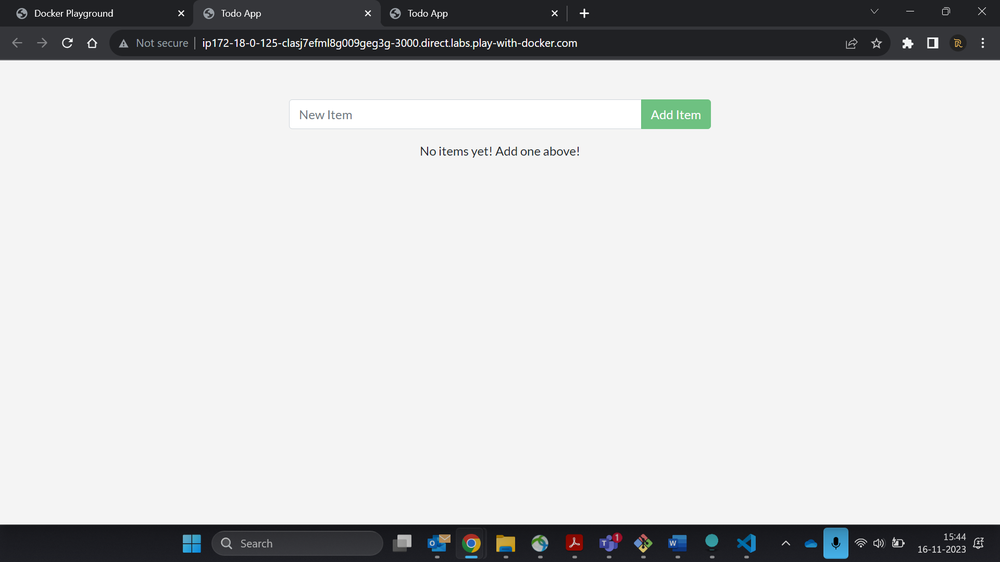 Docker Playground
Todo App
Todo App
Not secure
ip172-18-0-125-clasj7efml8g009geg3g-3000.direct.labs.play-with-docker.com
R
New Item
Add Item
No items yet! Add one above!
Search
O
T
1
W
15:44
16-11-2023